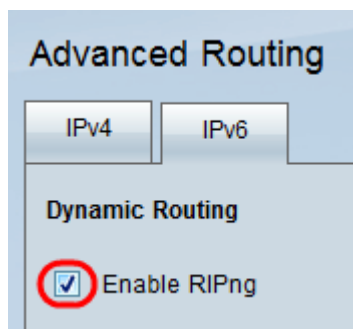 Advanced Routing
IPv4 IPv6
Dynamic Routing
Enable RIPng